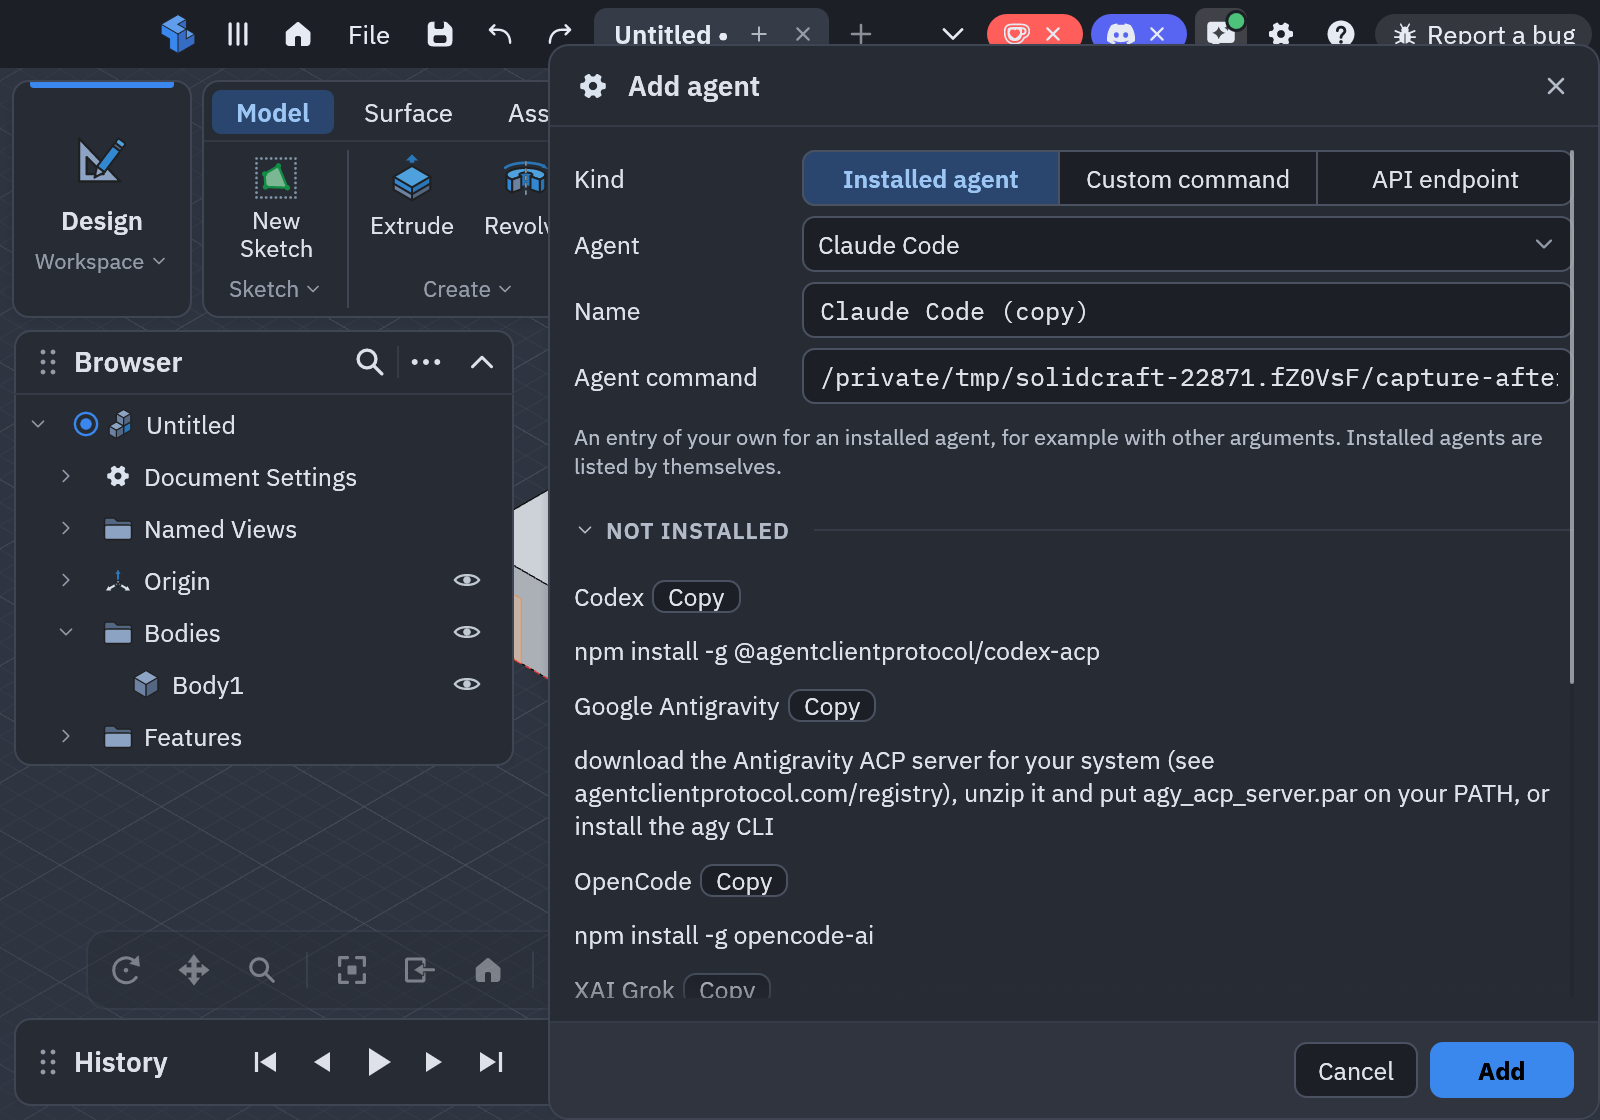 File
Untitled •
Report a bug
Add agent
Design
Workspace
Model
Surface
New
Sketch
Extrude
Sketch
Create
Kind
Installed agent
Custom command
API endpoint
Agent
Claude Code
Name
Claude Code (copy)
Agent command
/private/tmp/solidcraft-22871.fZ0VsF/capture-after
An entry of your own for an installed agent, for example with other arguments. Installed agents are
listed by themselves.
NOT INSTALLED
Codex
Copy
npm install -g @agentclientprotocol/codex-acp
Google Antigravity
Copy
download the Antigravity ACP server for your system (see
agentclientprotocol.com/registry), unzip it and put agy_acp_server.par on your PATH, or
install the agy CLI
OpenCode
Copy
npm install -g opencode-ai
XAI Grok
Copy
Cancel
Add
Browser
Untitled
Document Settings
Named Views
Origin
Bodies
Body1
Features
History